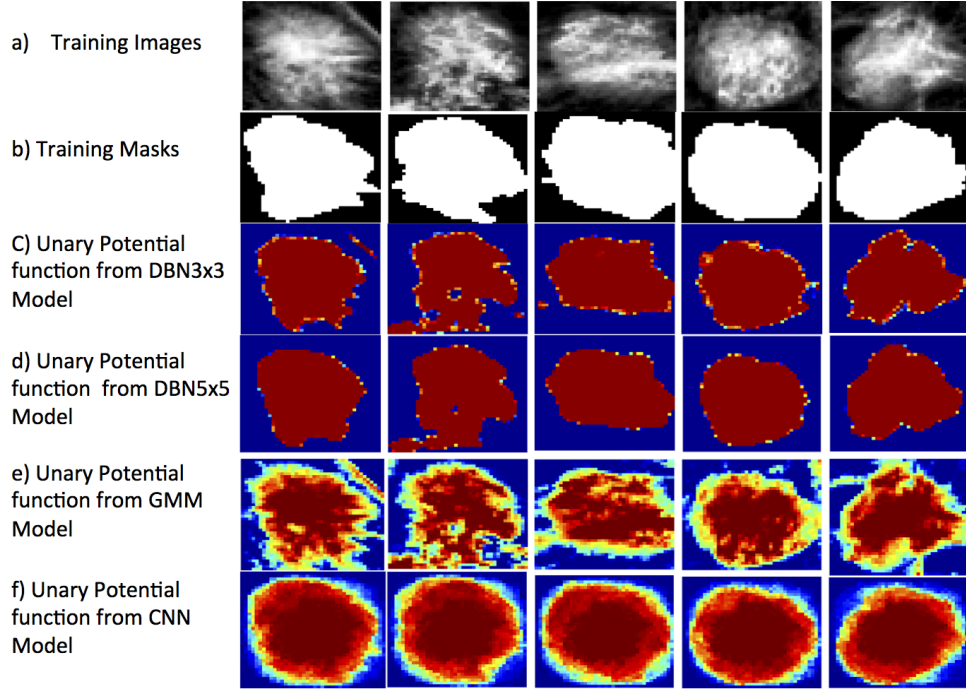 a) Training Images
b) Training Masks
C) Unary Potential
function from DBN3x3
Model
d) Unary Potential
function from DBN5x5
Model
e) Unary Potential
function from GMM
Model
f) Unary Potential
function from CNN
Model